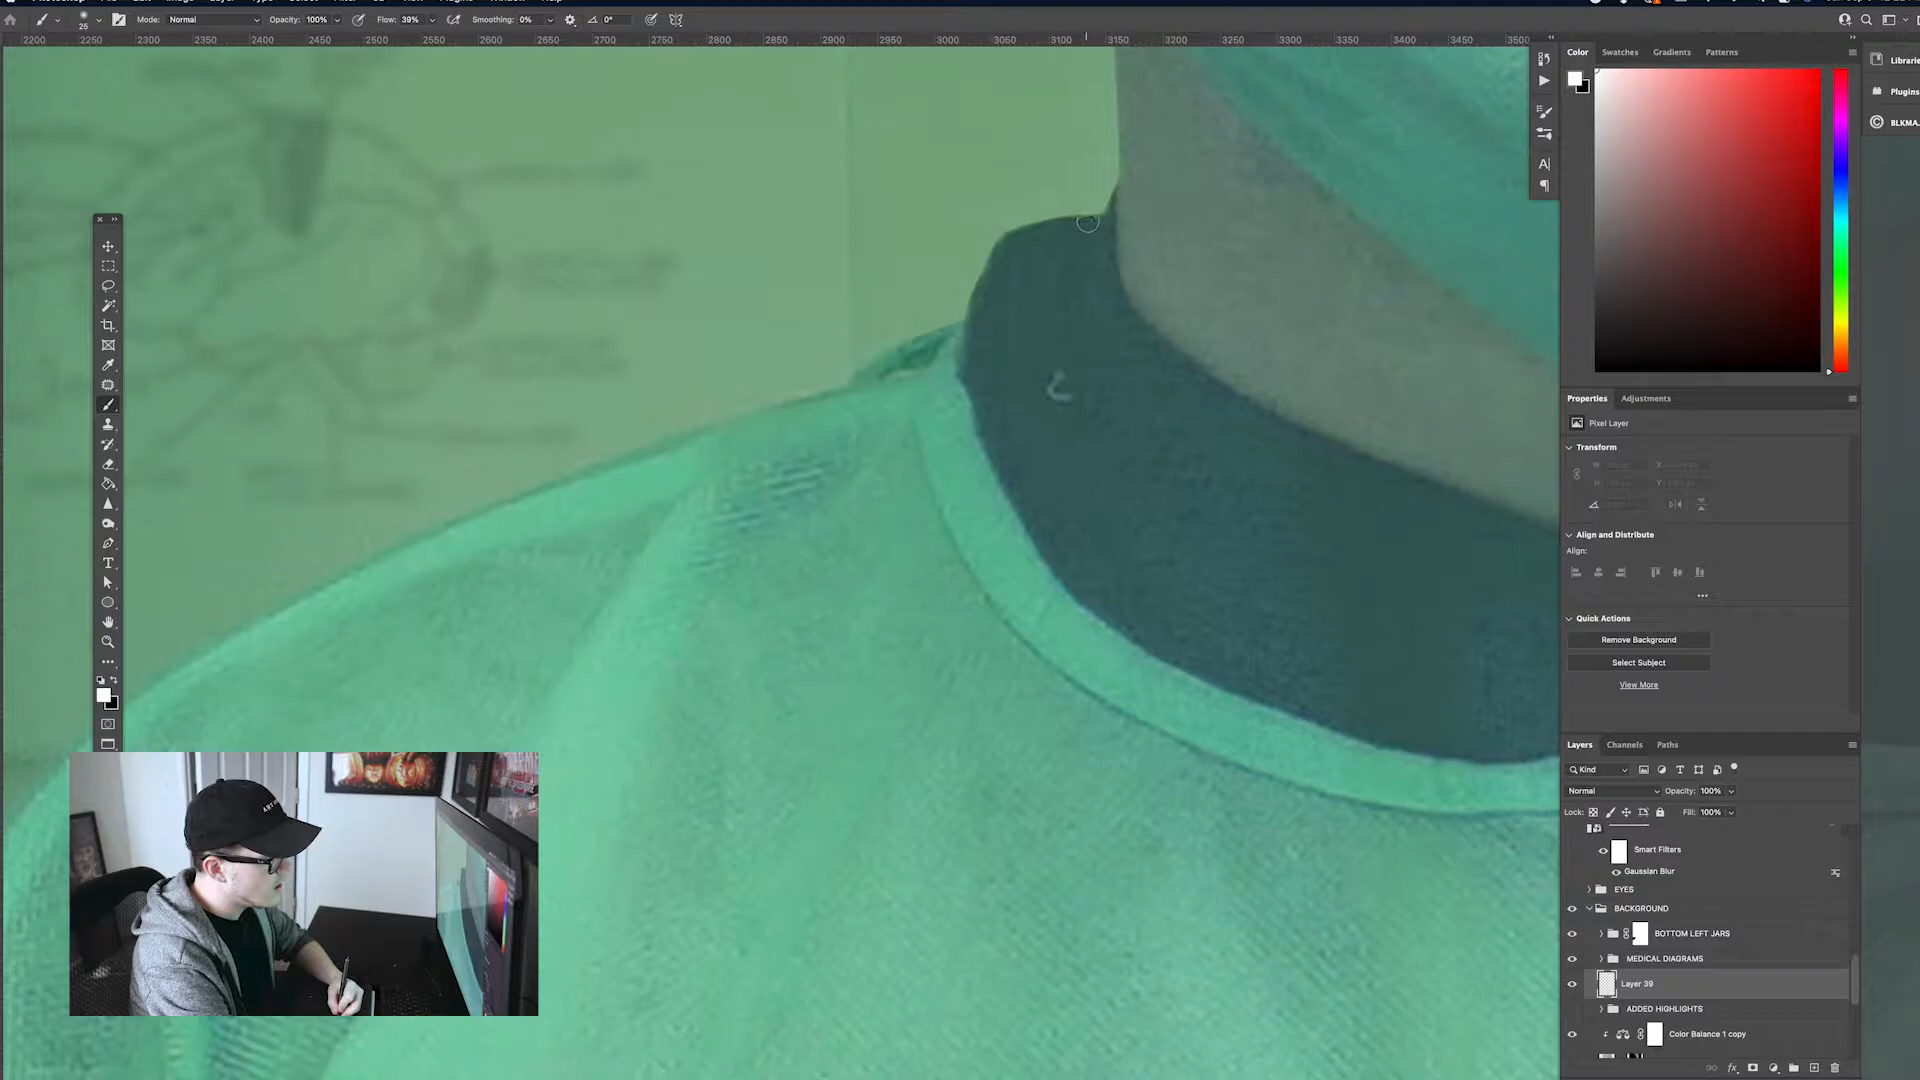 25
Mode:
Normal
Opacity: 100%
Flow: 39%
Smoothing: 0%
0°
2200 2250 2300 2350 2400 2450 2500 2550 2600 2650 2700 2750 2800 2850 2900 2950 3000 3050 3100 3150 3200 3250 3300 3350 3400 3450 3500
Color
Swatches
Gradients
Patterns
Plugins
BLKMA
Properties
Adjustments
Pixel Layer
Transform
Align and Distribute
Align:
Quick Actions
Remove Background
Select Subject
View More
Layers
Channels
Paths
Kind
Normal
Opacity: 100%
Lock:
Fill: 100%
Smart Filters
Gaussian Blur
EYES
BACKGROUND
BOTTOM LEFT JARS
MEDICAL DIAGRAMS
Layer 39
ADDED HIGHLIGHTS
Color Balance 1 copy